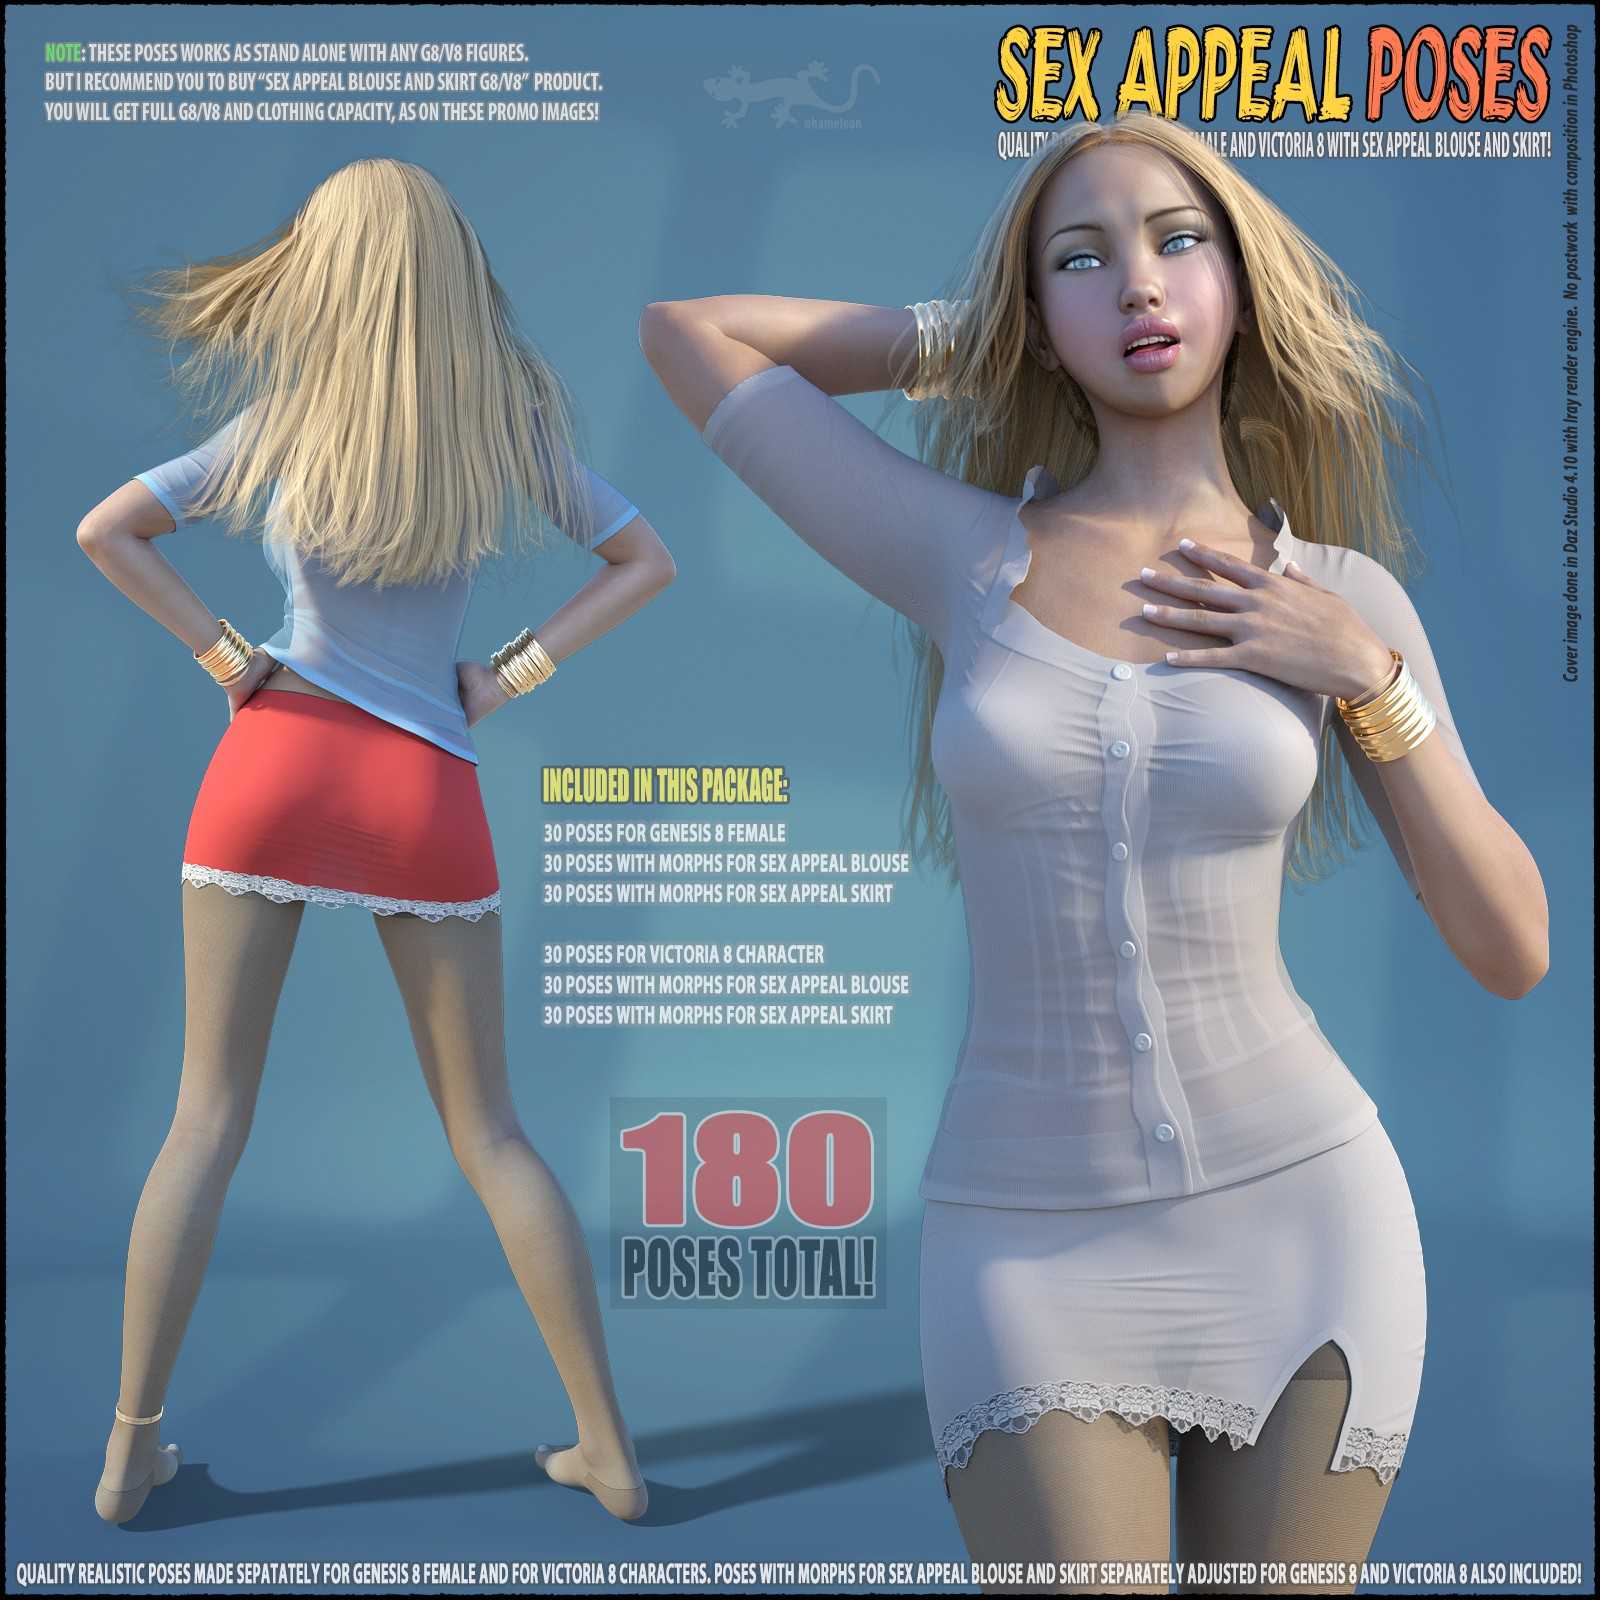 NOTE: THESE POSES WORKS AS STAND ALONE WITH ANY G8/V8 FIGURES.
BUT I RECOMMEND YOU TO BUY “SEX APPEAL BLOUSE AND SKIRT G8/V8” PRODUCT.
YOU WILL GET FULL G8/V8 AND CLOTHING CAPACITY, AS ON THESE PROMO IMAGES!
chameleon
SEX APPEAL POSES
QUALITY MALE AND VICTORIA 8 WITH SEX APPEAL BLOUSE AND SKIRT!
Cover image done in Daz Studio 4.10 with Iray render engine. No postwork with composition in Photoshop
INCLUDED IN THIS PACKAGE:
30 POSES FOR GENESIS 8 FEMALE
30 POSES WITH MORPHS FOR SEX APPEAL BLOUSE
30 POSES WITH MORPHS FOR SEX APPEAL SKIRT
30 POSES FOR VICTORIA 8 CHARACTER
30 POSES WITH MORPHS FOR SEX APPEAL BLOUSE
30 POSES WITH MORPHS FOR SEX APPEAL SKIRT
180
POSES TOTAL!
QUALITY REALISTIC POSES MADE SEPATATELY FOR GENESIS 8 FEMALE AND FOR VICTORIA 8 CHARACTERS. POSES WITH MORPHS FOR SEX APPEAL BLOUSE AND SKIRT SEPARATELY ADJUSTED FOR GENESIS 8 AND VICTORIA 8 ALSO INCLUDED!